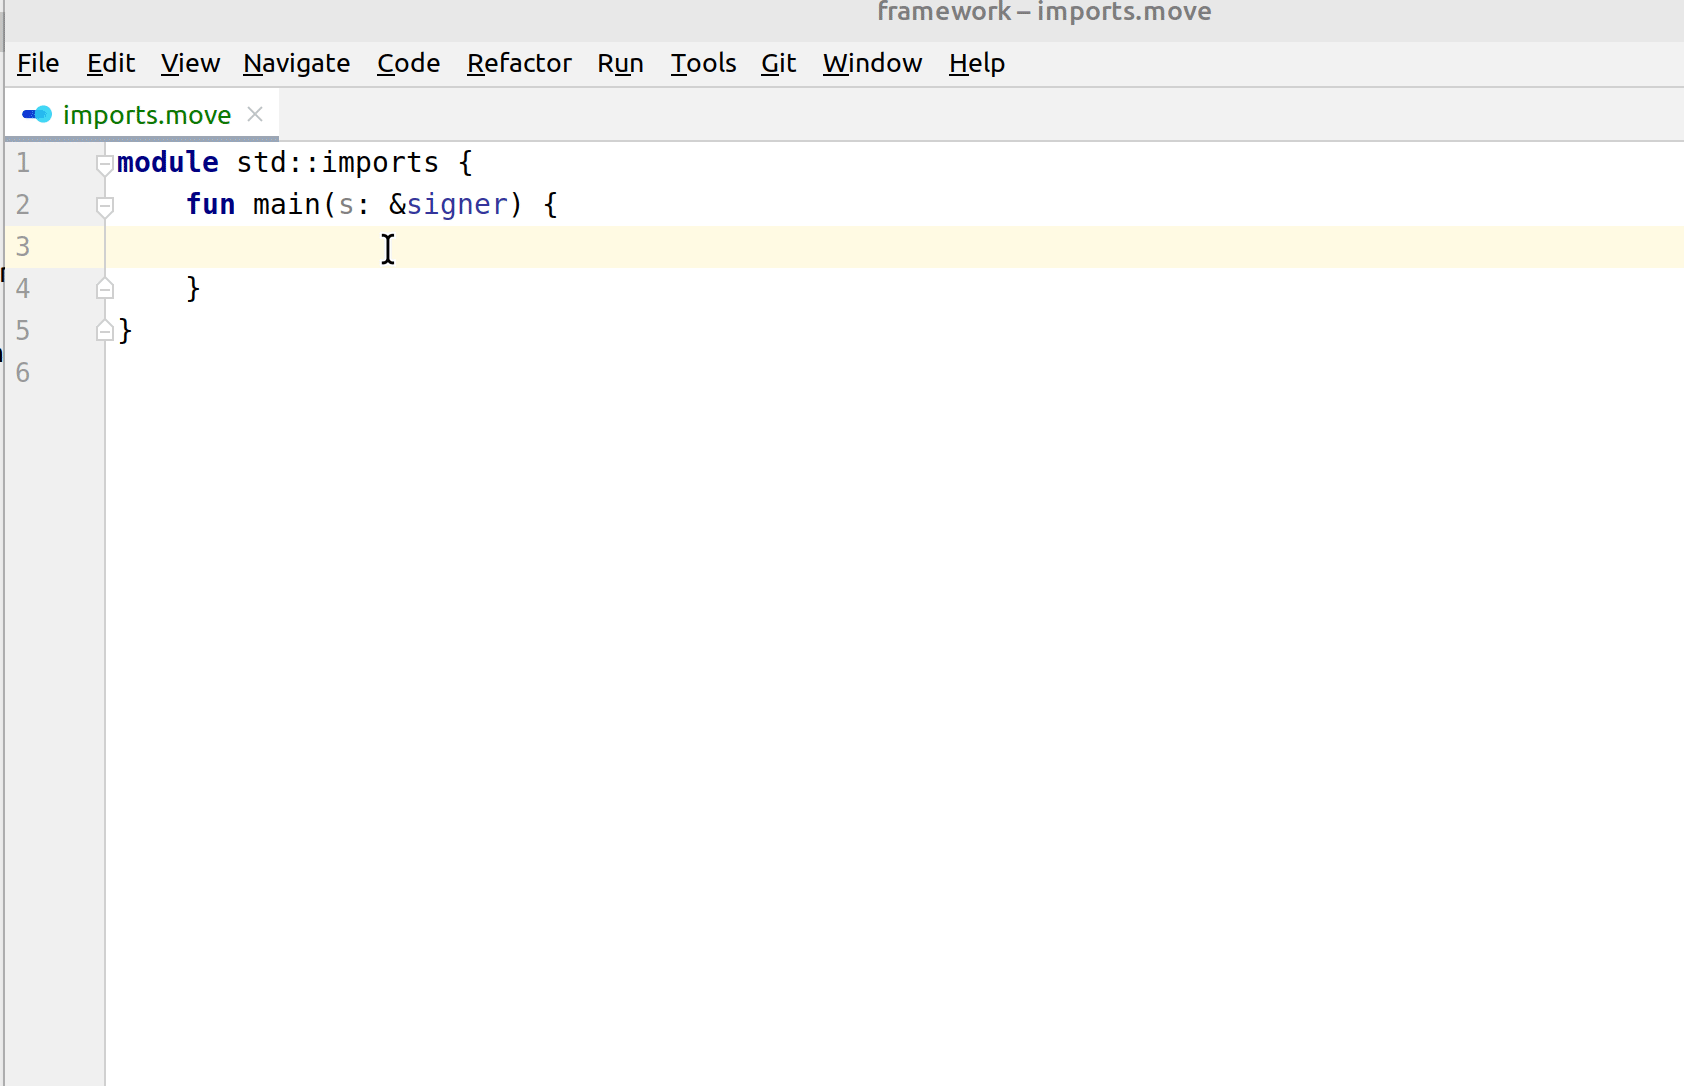 framework – imports.move
File Edit View Navigate Code Refactor Run Tools Git Window Help
imports.move
1 module std::imports {
2     fun main(s: &signer) {
3
4     }
5 }
6